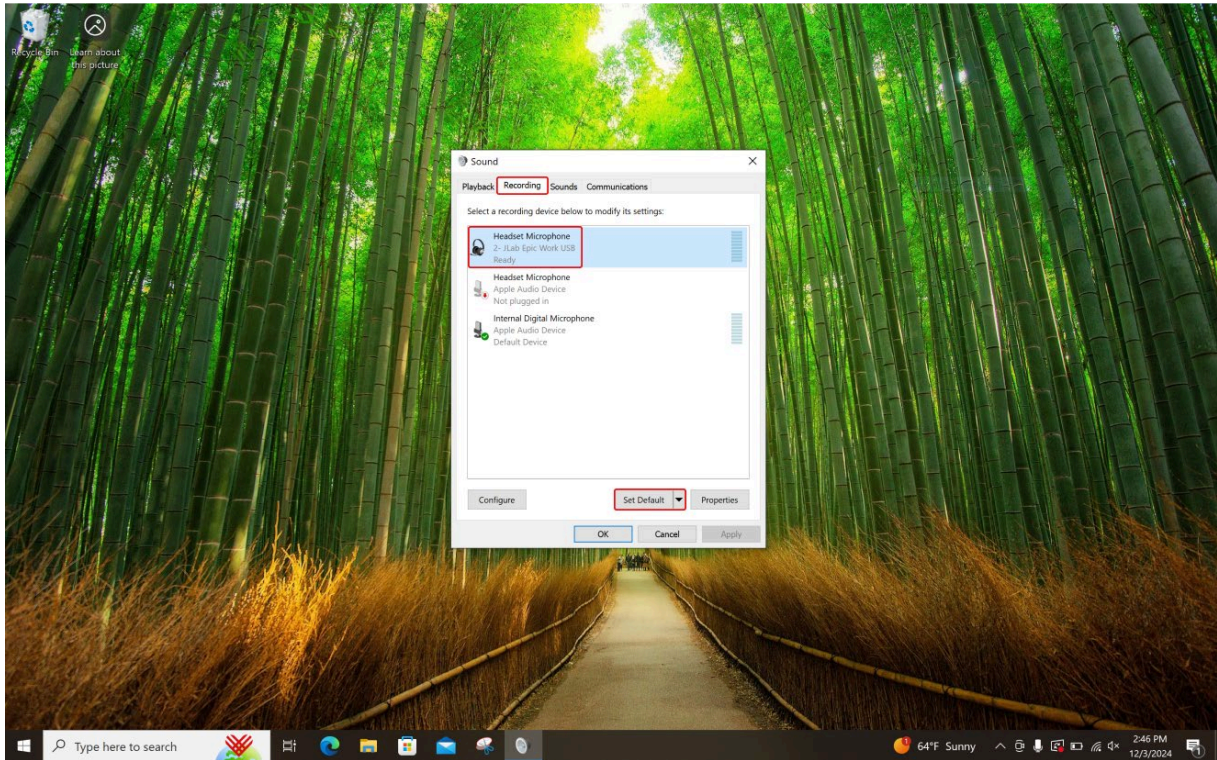 Recycle Bin
Learn about
this picture
Sound
Playback Recording Sounds Communications
Select a recording device below to modify its settings:
Headset Microphone
2- JLab Epic Work USB
Ready
Headset Microphone
Apple Audio Device
Not plugged in
Internal Digital Microphone
Apple Audio Device
Default Device
Configure Set Default Properties
OK Cancel Apply
Type here to search
64°F Sunny
2:46 PM
12/3/2024